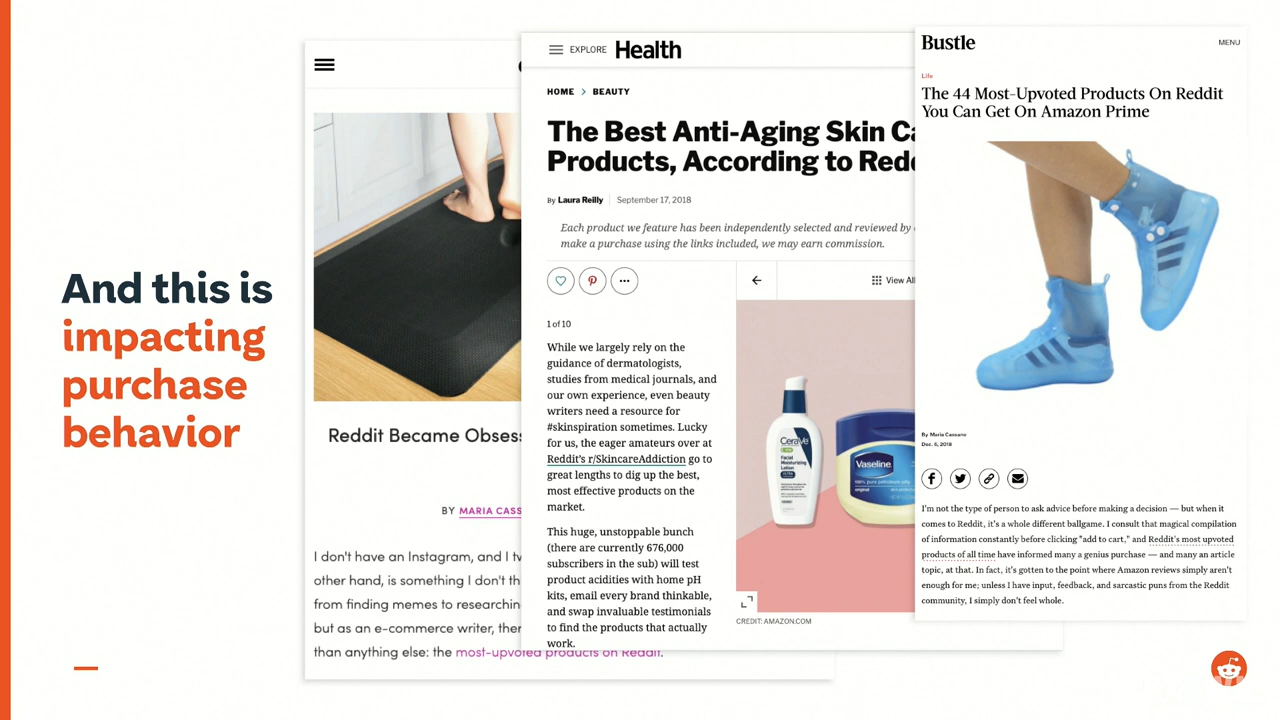 And this is
impacting
purchase
behavior
Reddit Became Obsess
BY MARIA CASS
I don't have an Instagram, and I tv
other hand, is something I don't th
from finding memes to researchin
but as an e-commerce writer, ther
than anything else: the most-upvoted products on Reddit.
EXPLORE Health
HOME > BEAUTY
The Best Anti-Aging Skin Ca
Products, According to Redd
By Laura Reilly September 17, 2018
Each product we feature has been independently selected and reviewed by
make a purchase using the links included, we may earn commission.
View All
1 of 10
While we largely rely on the
guidance of dermatologists,
studies from medical journals, and
our own experience, even beauty
writers need a resource for
#skinspiration sometimes. Lucky
for us, the eager amateurs over at
Reddit's r/SkincareAddiction go to
great lengths to dig up the best,
most effective products on the
market.
This huge, unstoppable bunch
(there are currently 676,000
subscribers in the sub) will test
product acidities with home pH
kits, email every brand thinkable,
and swap invaluable testimonials
to find the products that actually
work.
CeraVe
Facial
Moisturizing
Lotion
Vaseline
100% pure petroleum jelly
original
CREDIT: AMAZON.COM
Bustle
MENU
Life
The 44 Most-Upvoted Products On Reddit
You Can Get On Amazon Prime
By Maria Cassano
Dec. 6, 2018
I'm not the type of person to ask advice before making a decision — but when it
comes to Reddit, it's a whole different ballgame. I consult that magical compilation
of information constantly before clicking "add to cart," and Reddit's most upvoted
products of all time have informed many a genius purchase — and many an article
topic, at that. In fact, it's gotten to the point where Amazon reviews simply aren't
enough for me; unless I have input, feedback, and sarcastic puns from the Reddit
community, I simply don't feel whole.